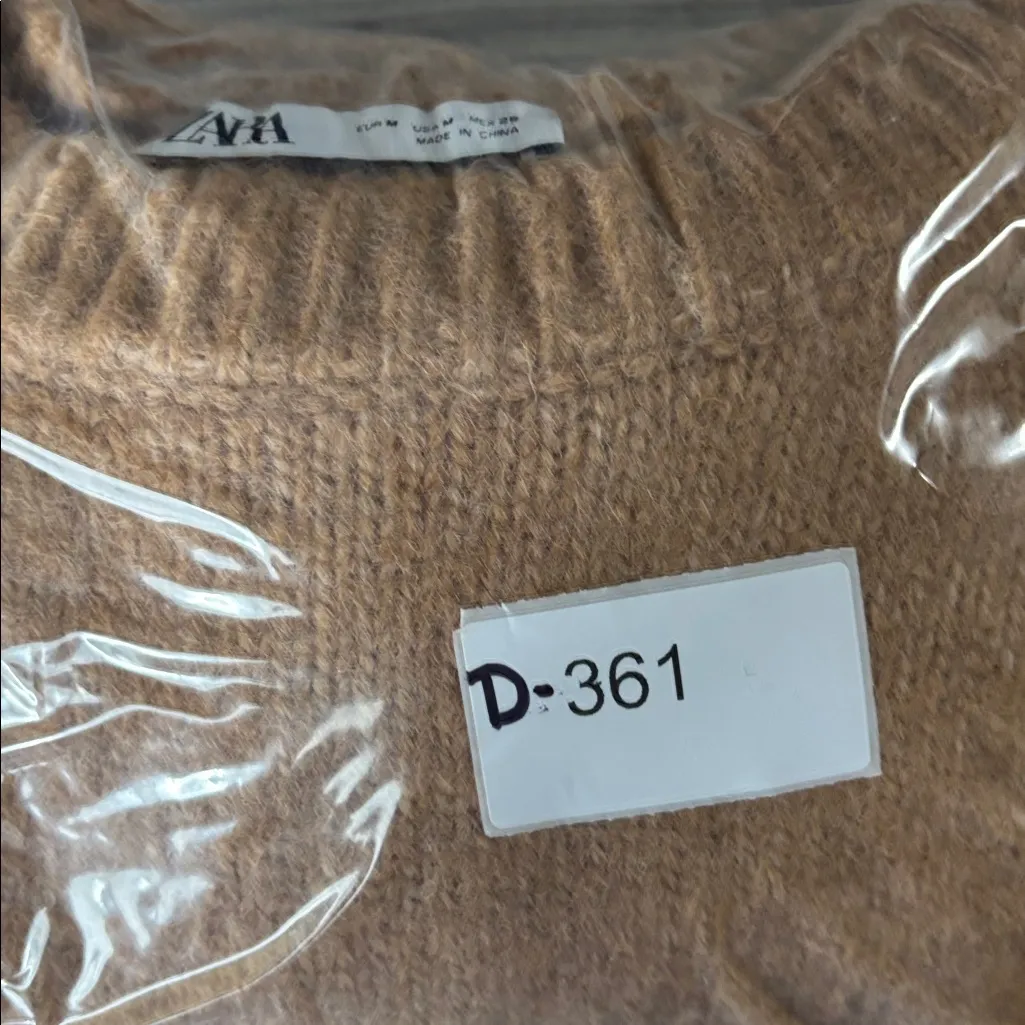 ZARA
EUR M USA M MEX 28
MADE IN CHINA
D-361